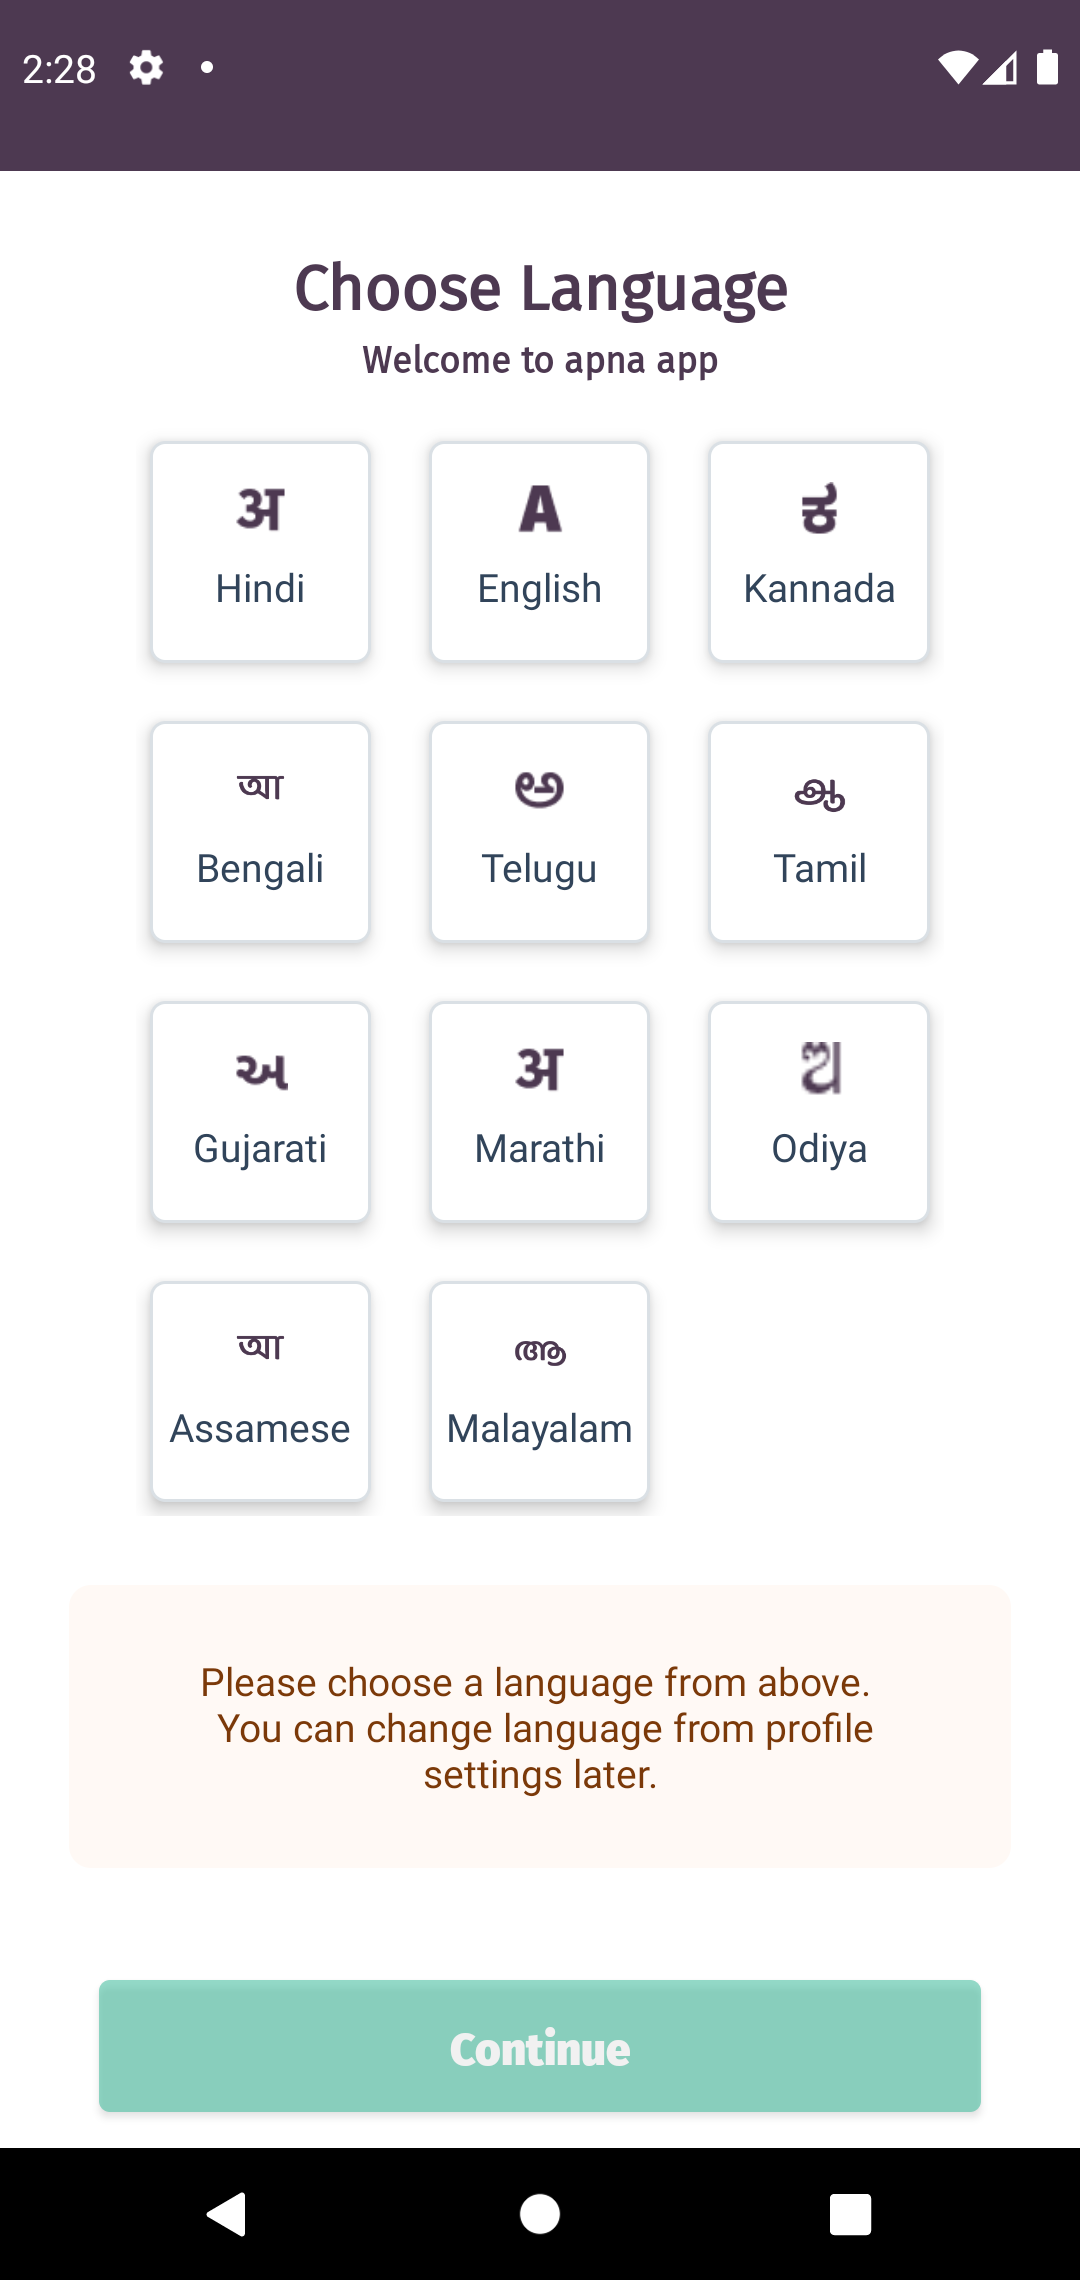 2:28
Choose Language
Welcome to apna app
अ A ಕ
Hindi English Kannada
আ అ ஆ
Bengali Telugu Tamil
અ अ ଅ
Gujarati Marathi Odiya
আ ആ
Assamese Malayalam
Please choose a language from above.
You can change language from profile
settings later.
Continue